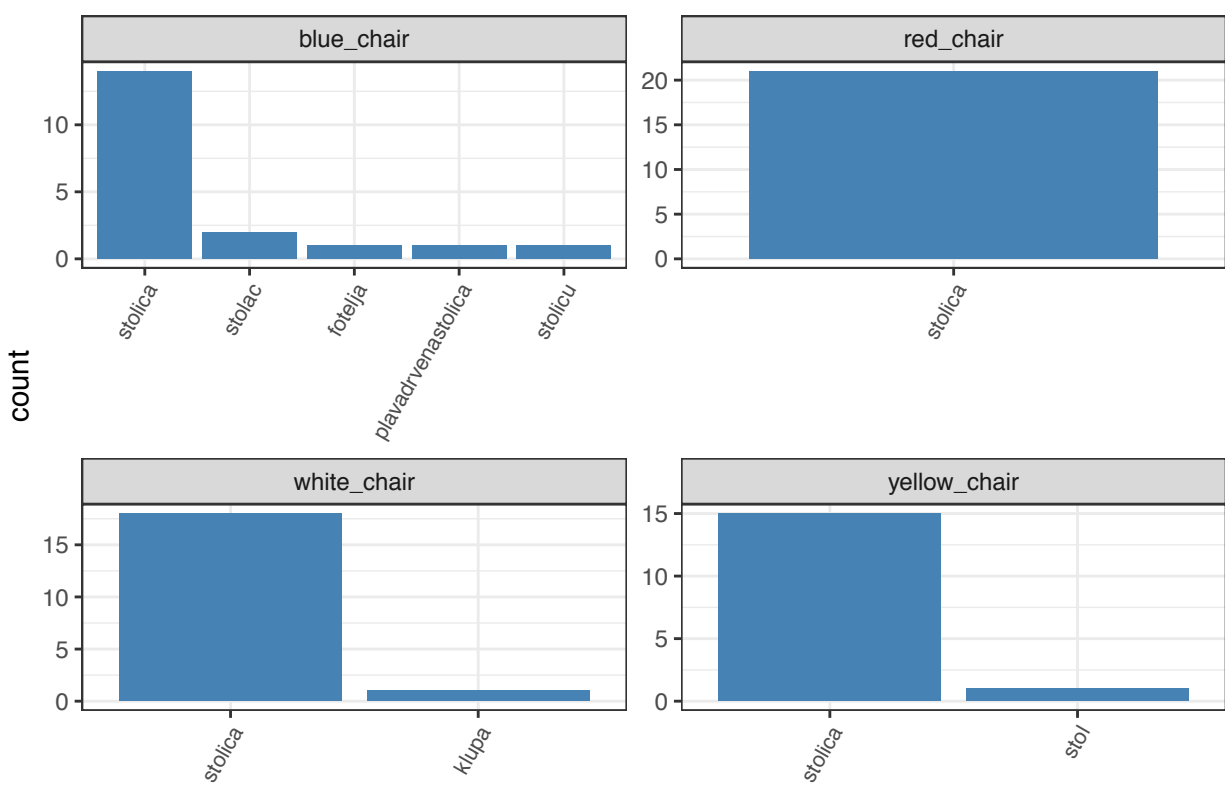 blue_chair
red_chair
10
5
0
20
15
10
5
0
stolica
stolac
fotelja
plavadrvenastolica
stolicu
stolica
count
white_chair
yellow_chair
15
10
5
0
15
10
5
0
stolica
klupa
stolica
stol